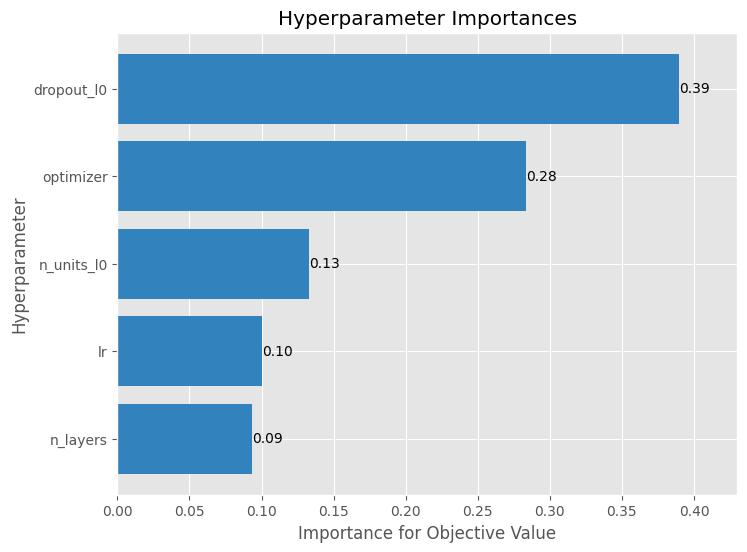 Hyperparameter Importances
Hyperparameter
dropout_l0
0.39
optimizer
0.28
n_units_l0
0.13
lr
0.10
n_layers
0.09
0.00 0.05 0.10 0.15 0.20 0.25 0.30 0.35 0.40
Importance for Objective Value